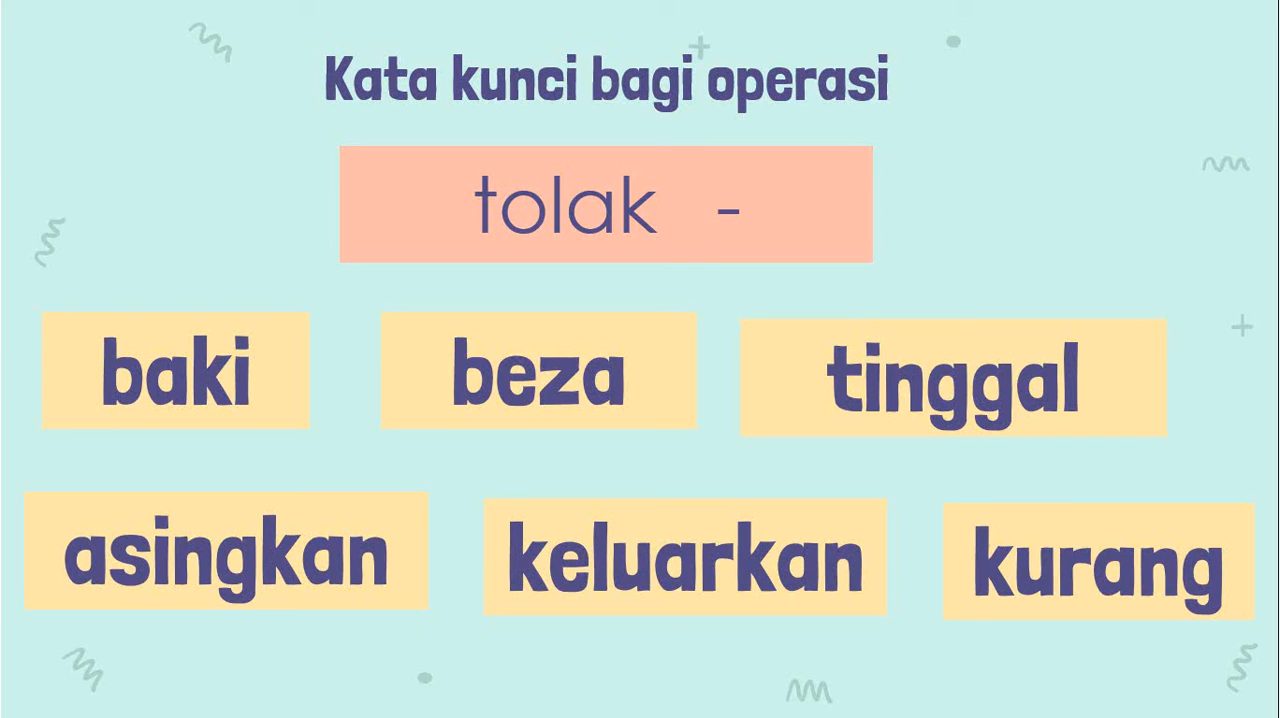 Kata kunci bagi operasi
tolak -
baki beza tinggal
asingkan keluarkan kurang